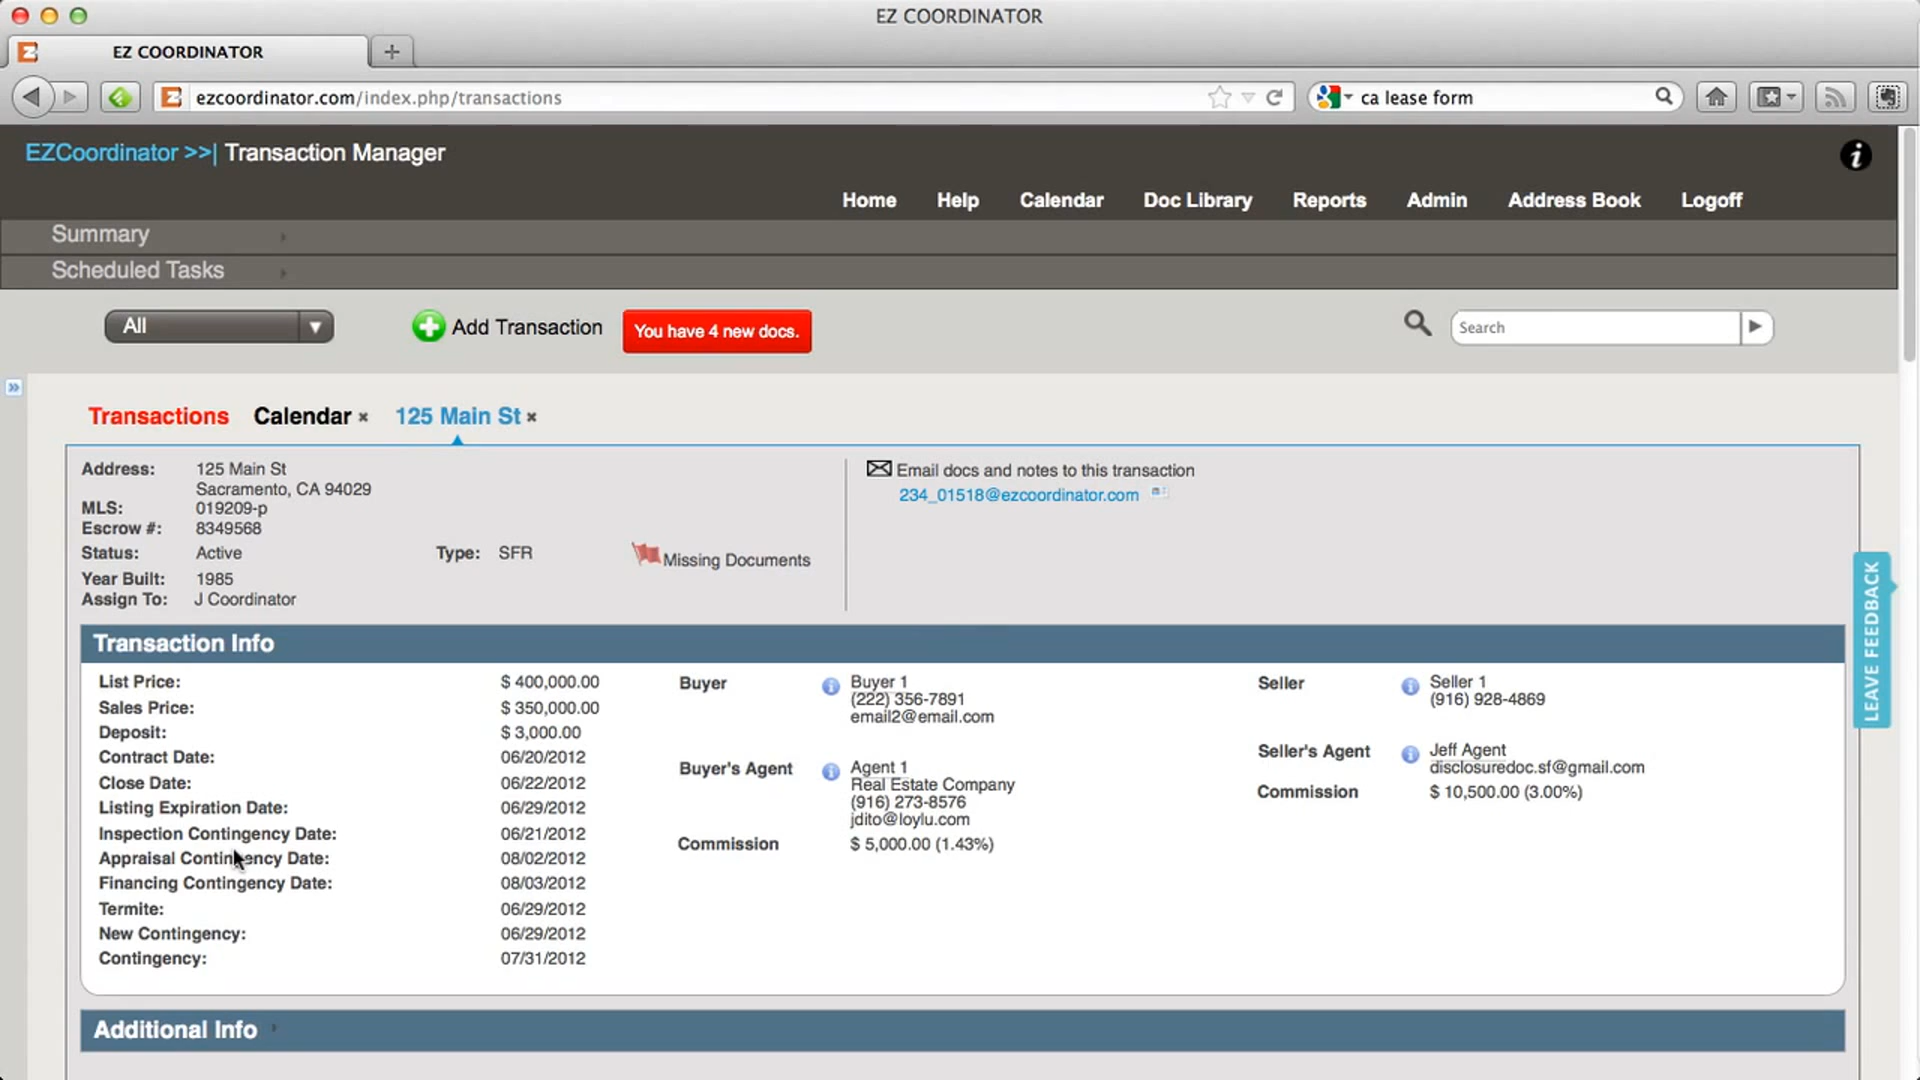 EZ COORDINATOR
EZ COORDINATOR
ezcoordinator.com/index.php/transactions
ca lease form
EZCoordinator >>| Transaction Manager
Home Help Calendar Doc Library Reports Admin Address Book Logoff
Summary
Scheduled Tasks
All
Add Transaction
You have 4 new docs.
Search
Transactions Calendar × 125 Main St ×
Address: 125 Main St
Sacramento, CA 94029
MLS: 019209-p
Escrow #: 8349568
Status: Active Type: SFR Missing Documents
Year Built: 1985
Assign To: J Coordinator
Email docs and notes to this transaction
234_01518@ezcoordinator.com
LEAVE FEEDBACK
Transaction Info
List Price: $ 400,000.00
Sales Price: $ 350,000.00
Deposit: $ 3,000.00
Contract Date: 06/20/2012
Close Date: 06/22/2012
Listing Expiration Date: 06/29/2012
Inspection Contingency Date: 06/21/2012
Appraisal Contingency Date: 08/02/2012
Financing Contingency Date: 08/03/2012
Termite: 06/29/2012
New Contingency: 06/29/2012
Contingency: 07/31/2012
Buyer Buyer 1
(222) 356-7891
email2@email.com
Buyer's Agent Agent 1
Real Estate Company
(916) 273-8576
jdito@loylu.com
Commission $ 5,000.00 (1.43%)
Seller Seller 1
(916) 928-4869
Seller's Agent Jeff Agent
disclosuredoc.sf@gmail.com
Commission $ 10,500.00 (3.00%)
Additional Info